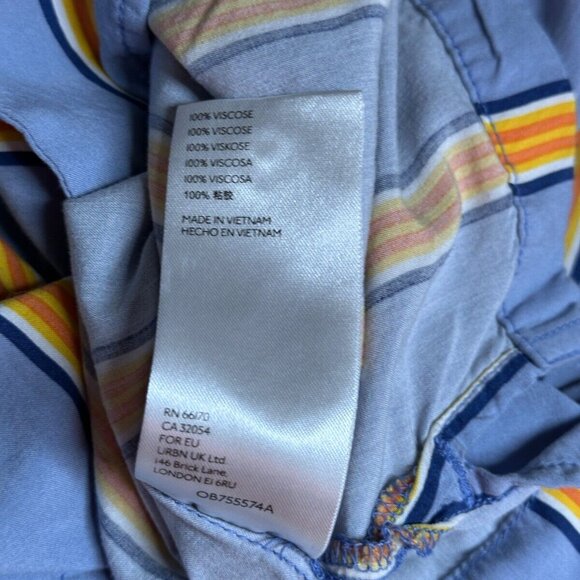 100% VISCOSE
100% VISCOSE
100% VISKOSE
100% VISCOSA
100% VISCOSA
100% 粘胶
MADE IN VIETNAM
HECHO EN VIETNAM
RN 66170
CA 32054
FOR EU
URBN UK Ltd.
146 Brick Lane,
LONDON E1 6RU
OB755574A